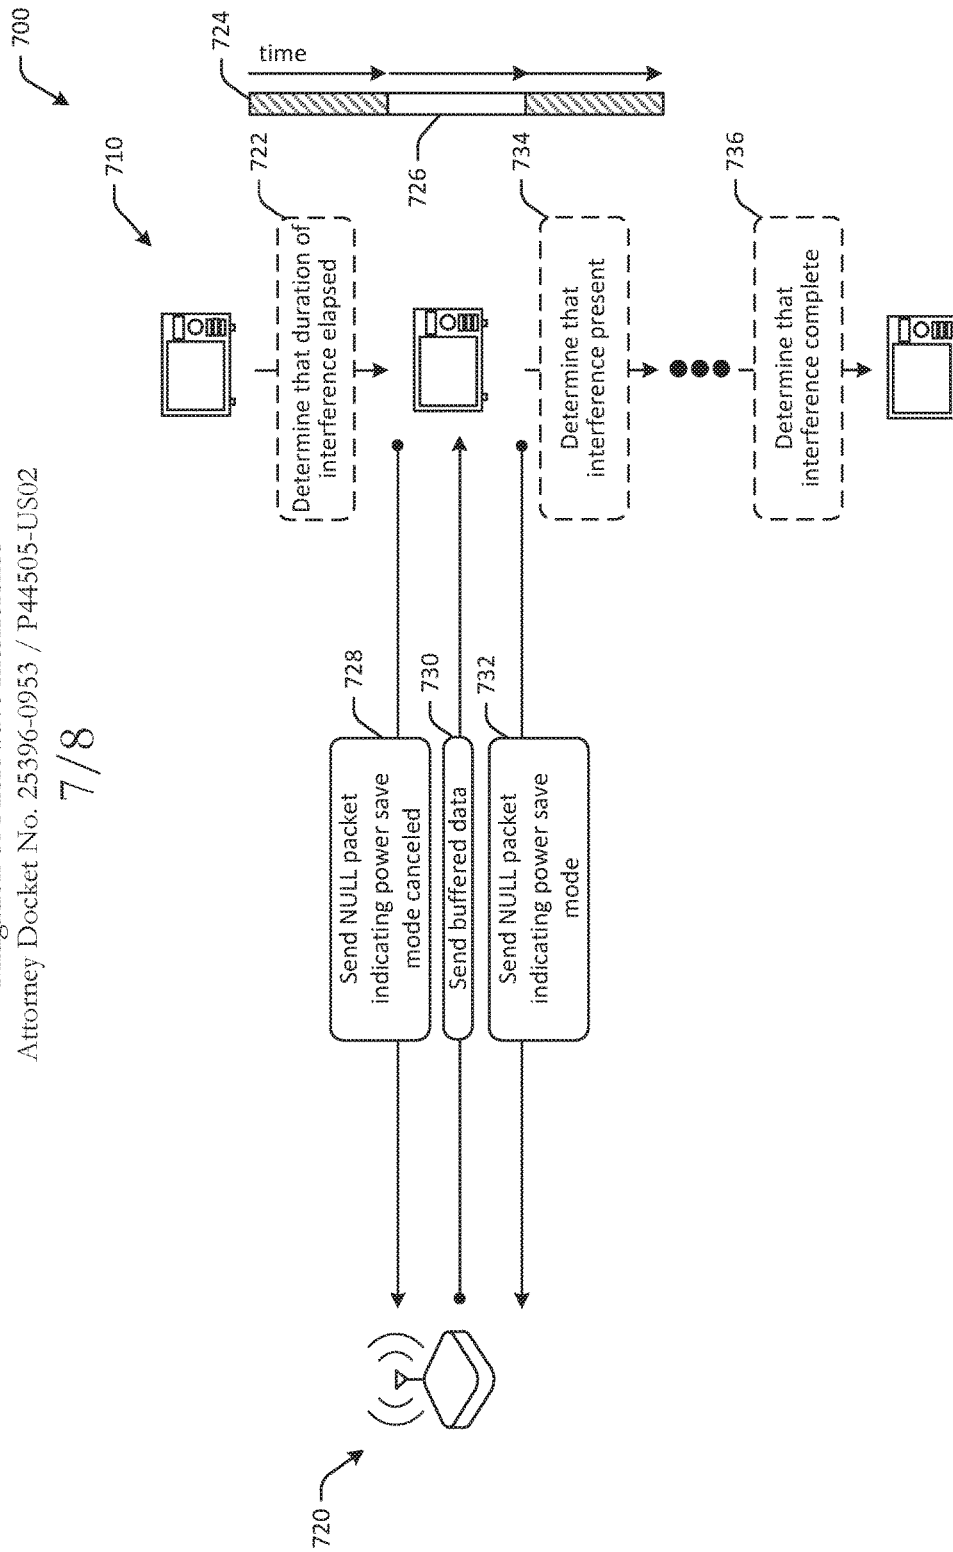 Attorney Docket No. 25396-0953 / P44505-US02
7/8
700
710
724
time
722
Determine that duration of
interference elapsed
726
728
Send NULL packet
indicating power save
mode canceled
730
Send buffered data
732
Send NULL packet
indicating power save
mode
734
Determine that
interference present
736
Determine that
interference complete
720